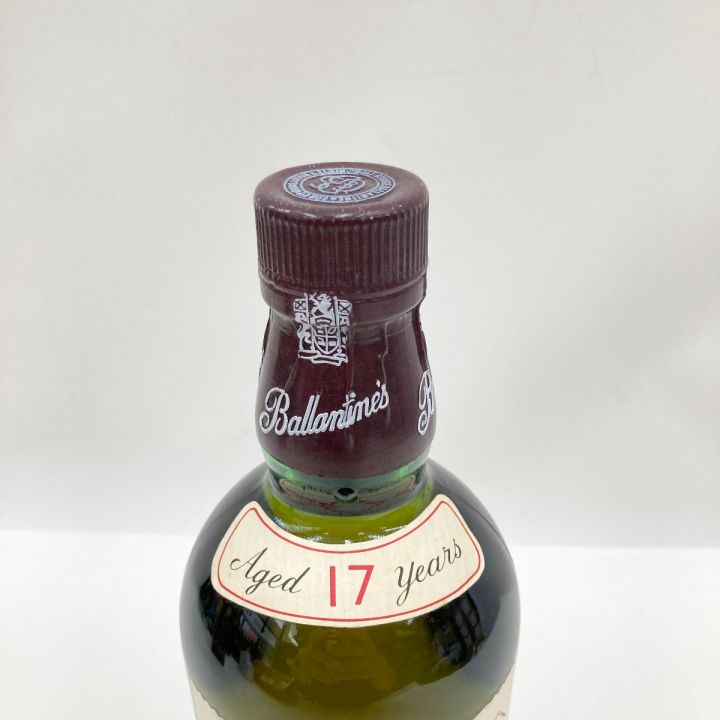 Ballantine's
B
Aged 17 Years